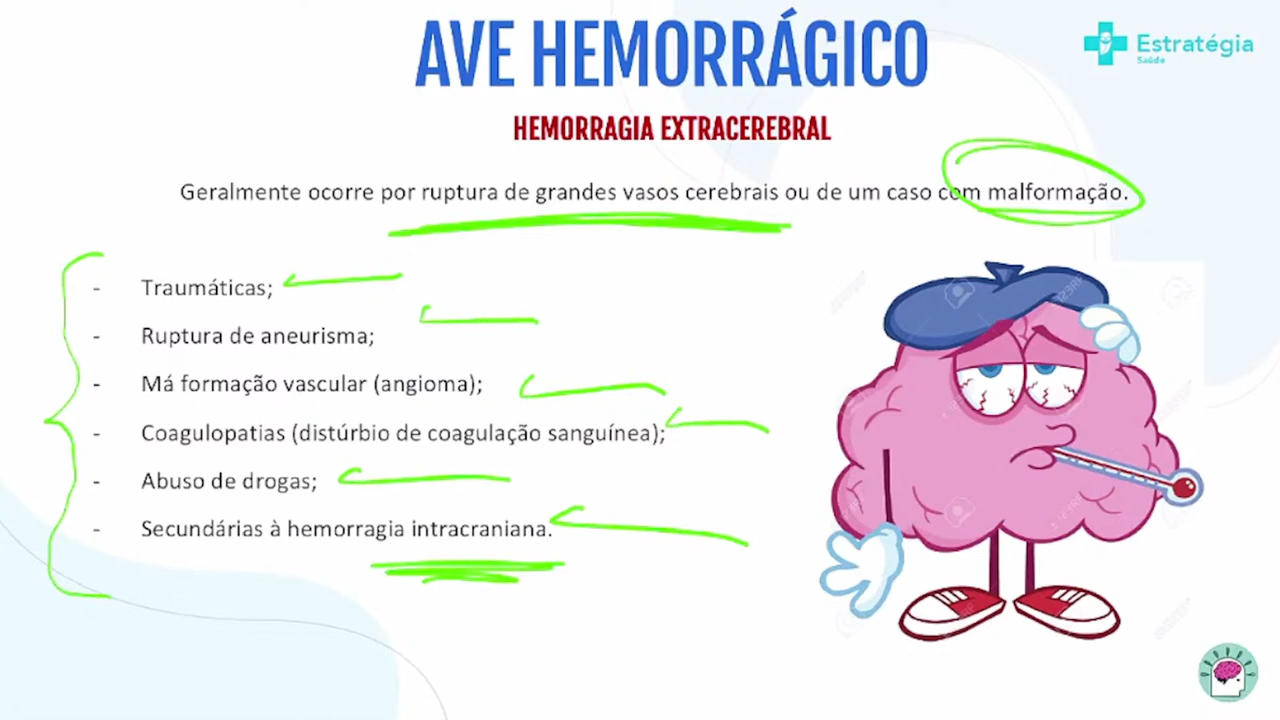 AVE HEMORRÁGICO
Estratégia
Saúde
HEMORRAGIA EXTRACEREBRAL
Geralmente ocorre por ruptura de grandes vasos cerebrais ou de um caso com malformação.
- Traumáticas;
- Ruptura de aneurisma;
- Má formação vascular (angioma);
- Coagulopatias (distúrbio de coagulação sanguínea);
- Abuso de drogas;
- Secundárias à hemorragia intracraniana.
123RF
123RF